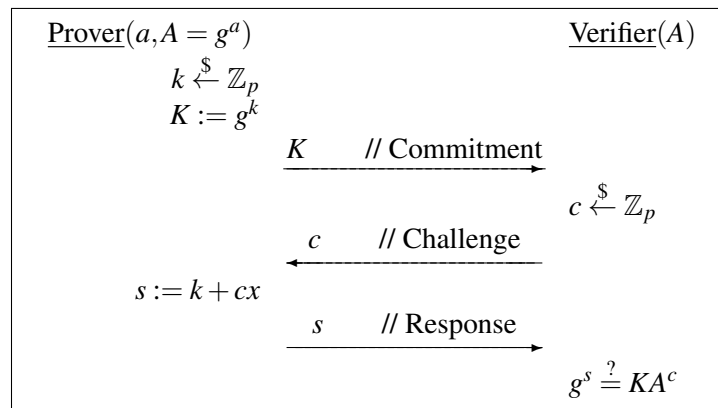 Prover(a, A = g^a) Verifier(A)
k ←$ ℤ_p
K := g^k
K // Commitment
c ←$ ℤ_p
c // Challenge
s := k + cx
s // Response
g^s ≟ KA^c